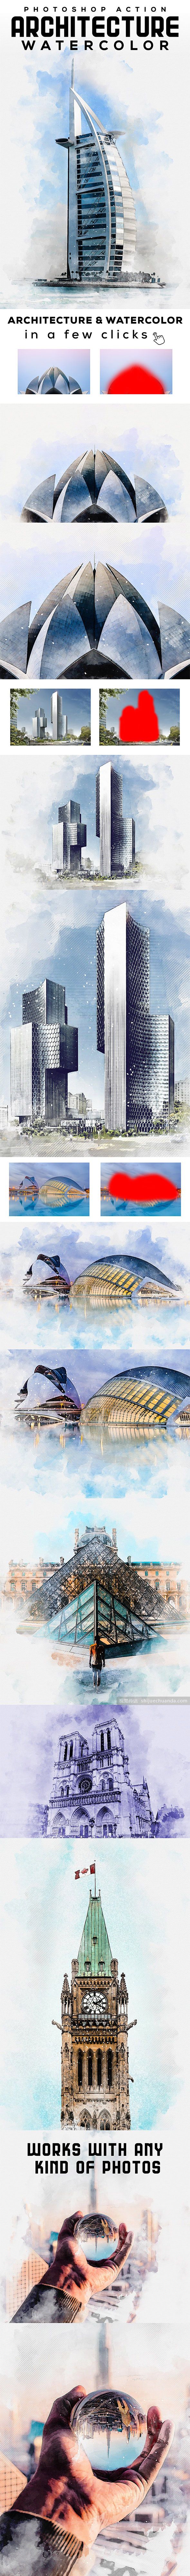 PHOTOSHOP ACTION
ARCHITECTURE
WATERCOLOR
ARCHITECTURE & WATERCOLOR
in a few clicks
WORKS WITH ANY
KIND OF PHOTOS